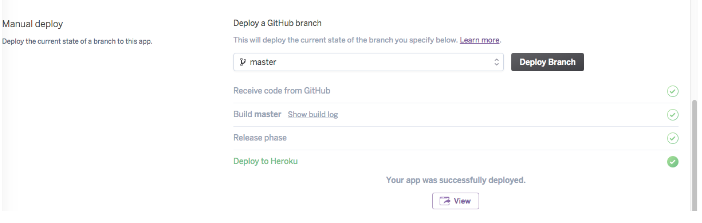 Manual deploy
Deploy the current state of a branch to this app.
Deploy a GitHub branch
This will deploy the current state of the branch you specify below. Learn more.
master
Deploy Branch
Receive code from GitHub
Build master Show build log
Release phase
Deploy to Heroku
Your app was successfully deployed.
View